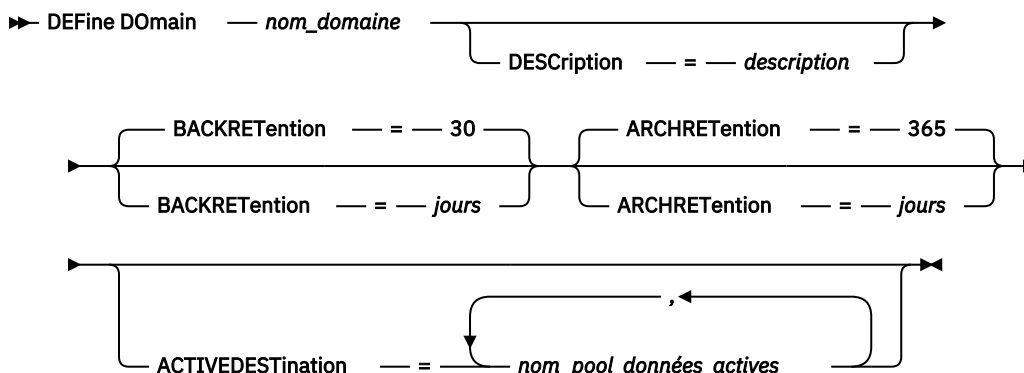 DEFine DOmain nom_domaine
DESCription = description
BACKRETention = 30
ARCHRETention = 365
BACKRETention = jours
ARCHRETention = jours
,
ACTIVEDESTination = nom_pool_données_actives